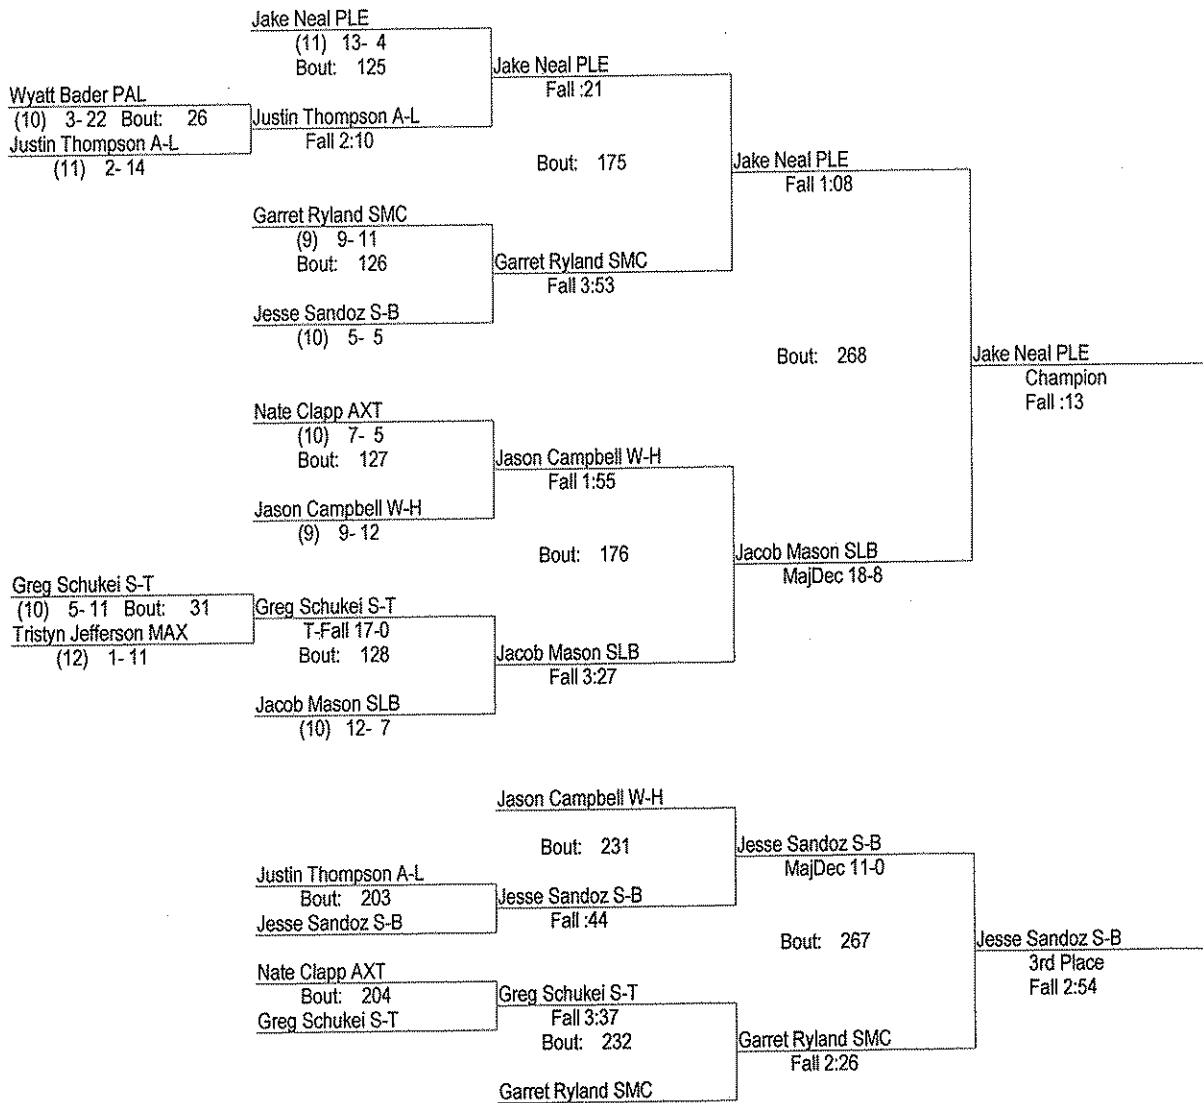 Jake Neal PLE
(11) 13- 4
Bout: 125
Jake Neal PLE
Fall :21
Wyatt Bader PAL
(10) 3- 22 Bout: 26
Justin Thompson A-L
(11) 2- 14
Justin Thompson A-L
Fall 2:10
Bout: 175
Jake Neal PLE
Fall 1:08
Garret Ryland SMC
(9) 9- 11
Bout: 126
Garret Ryland SMC
Fall 3:53
Jesse Sandoz S-B
(10) 5- 5
Bout: 268
Jake Neal PLE
Champion
Fall :13
Nate Clapp AXT
(10) 7- 5
Bout: 127
Jason Campbell W-H
Fall 1:55
Jason Campbell W-H
(9) 9- 12
Bout: 176
Jacob Mason SLB
MajDec 18-8
Greg Schukei S-T
(10) 5- 11 Bout: 31
Tristyn Jefferson MAX
(12) 1- 11
Greg Schukei S-T
T-Fall 17-0
Bout: 128
Jacob Mason SLB
Fall 3:27
Jacob Mason SLB
(10) 12- 7
Jason Campbell W-H
Bout: 231
Jesse Sandoz S-B
MajDec 11-0
Justin Thompson A-L
Bout: 203
Jesse Sandoz S-B
Jesse Sandoz S-B
Fall :44
Bout: 267
Jesse Sandoz S-B
3rd Place
Fall 2:54
Nate Clapp AXT
Bout: 204
Greg Schukei S-T
Greg Schukei S-T
Fall 3:37
Bout: 232
Garret Ryland SMC
Fall 2:26
Garret Ryland SMC